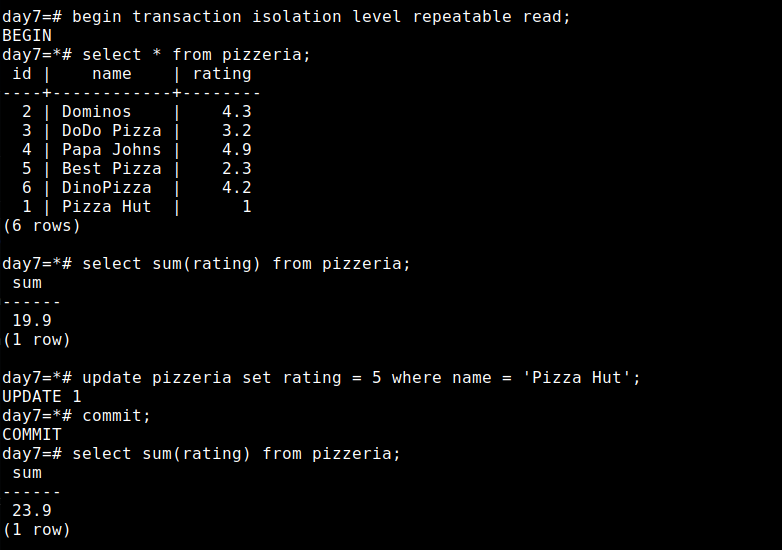 day7=# begin transaction isolation level repeatable read;
BEGIN
day7=*# select * from pizzeria;
 id |    name    | rating
----+------------+--------
  2 | Dominos    |    4.3
  3 | DoDo Pizza |    3.2
  4 | Papa Johns |    4.9
  5 | Best Pizza |    2.3
  6 | DinoPizza  |    4.2
  1 | Pizza Hut  |      1
(6 rows)

day7=*# select sum(rating) from pizzeria;
 sum
------
 19.9
(1 row)

day7=*# update pizzeria set rating = 5 where name = 'Pizza Hut';
UPDATE 1
day7=*# commit;
COMMIT
day7=# select sum(rating) from pizzeria;
 sum
------
 23.9
(1 row)